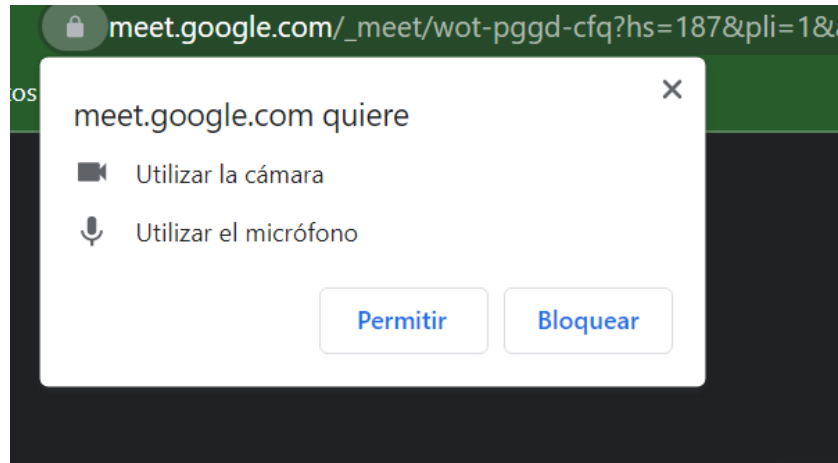 meet.google.com/_meet/wot-pggd-cfq?hs=187&pli=1&
os
meet.google.com quiere
Utilizar la cámara
Utilizar el micrófono
Permitir Bloquear